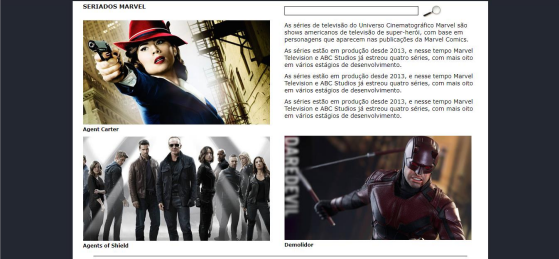 SERIADOS MARVEL
As séries de televisão do Universo Cinematográfico Marvel são
shows americanos de televisão de super-herói, com base em
personagens que aparecem nas publicações da Marvel Comics.
As séries estão em produção desde 2013, e nesse tempo Marvel
Television e ABC Studios já estreou quatro séries, com mais oito
em vários estágios de desenvolvimento.
As séries estão em produção desde 2013, e nesse tempo Marvel
Television e ABC Studios já estreou quatro séries, com mais oito
em vários estágios de desenvolvimento.
As séries estão em produção desde 2013, e nesse tempo Marvel
Television e ABC Studios já estreou quatro séries, com mais oito
em vários estágios de desenvolvimento.
Agent Carter
DAREDEVIL
Agents of Shield
Demolidor